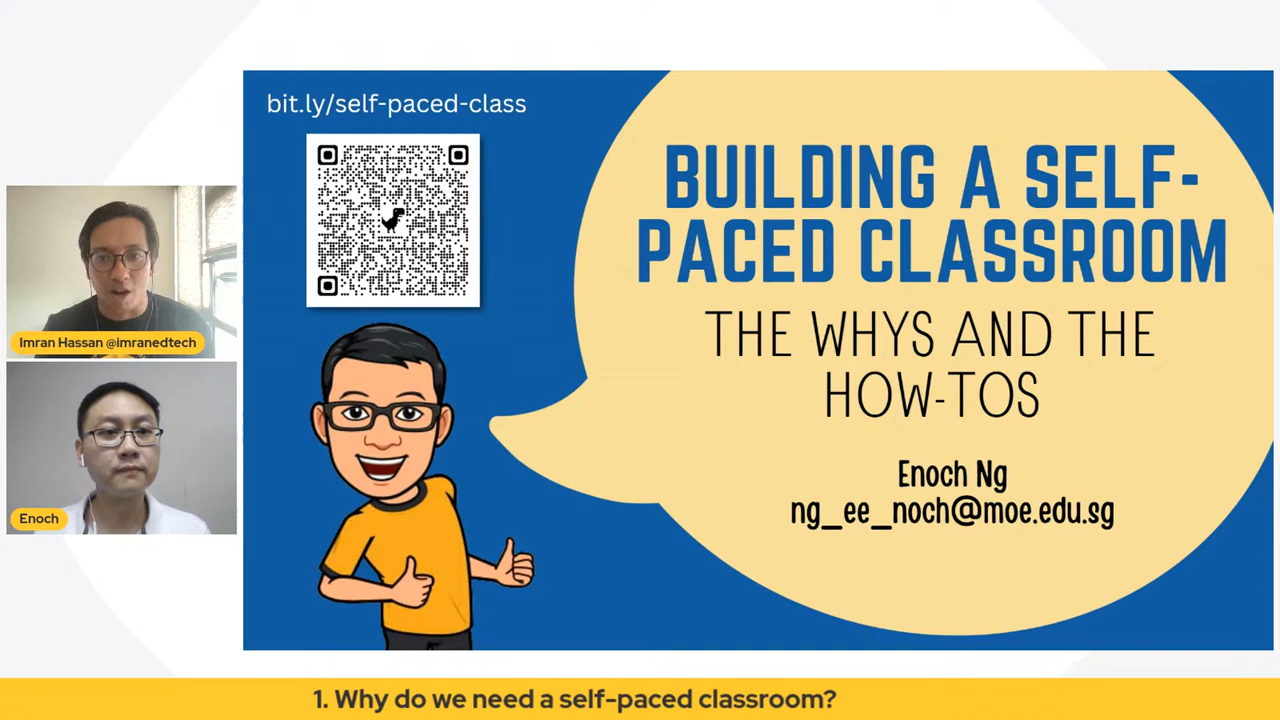 bit.ly/self-paced-class
BUILDING A SELF-
PACED CLASSROOM
THE WHYS AND THE
HOW-TOS
Enoch Ng
ng_ee_noch@moe.edu.sg
Imran Hassan @Imranedtech
Enoch
1. Why do we need a self-paced classroom?